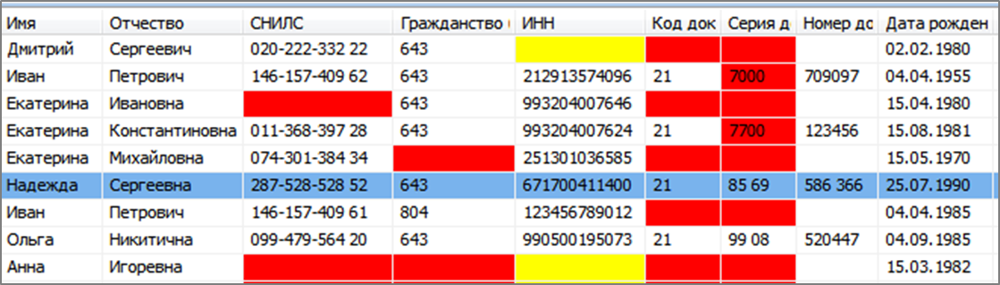 Имя Отчество СНИЛС Гражданство ИНН Код док Серия д Номер до Дата рожден
Дмитрий Сергеевич 020-222-332 22 643 02.02.1980
Иван Петрович 146-157-409 62 643 212913574096 21 7000 709097 04.04.1955
Екатерина Ивановна 643 993204007646 15.04.1980
Екатерина Константиновна 011-368-397 28 643 993204007624 21 7700 123456 15.08.1981
Екатерина Михайловна 074-301-384 34 251301036585 15.05.1970
Надежда Сергеевна 287-528-528 52 643 671700411400 21 85 69 586 366 25.07.1990
Иван Петрович 146-157-409 61 804 123456789012 04.04.1985
Ольга Никитична 099-479-564 20 643 990500195073 21 99 08 520447 04.09.1985
Анна Игоревна 15.03.1982